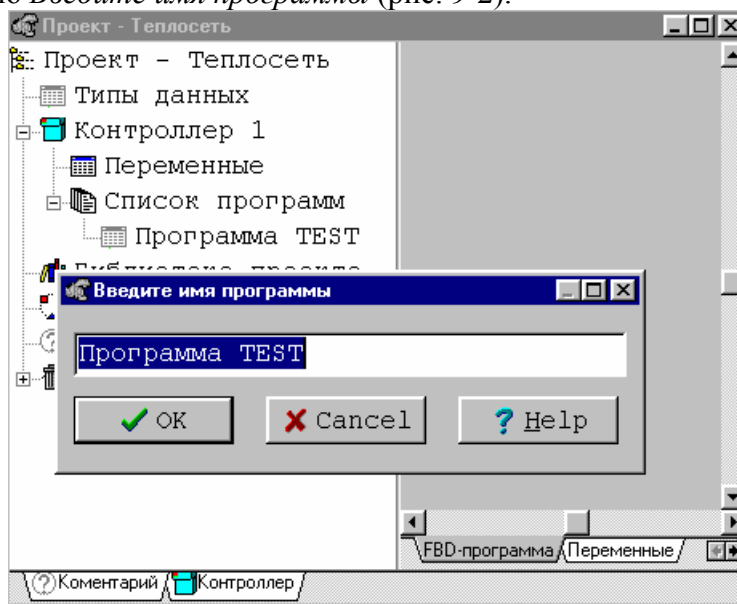 Введите имя программы (рис. 9-2).
Проект - Теплосеть
Проект - Теплосеть
Типы данных
Контроллер 1
Переменные
Список программ
Программа TEST
Введите имя программы
Программа TEST
OK
Cancel
Help
FBD-программа
Переменные
Коментарий
Контроллер